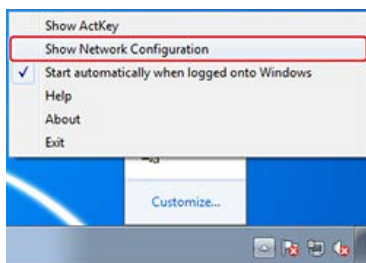 Show ActKey
Show Network Configuration
Start automatically when logged onto Windows
Help
About
Exit
Customize...